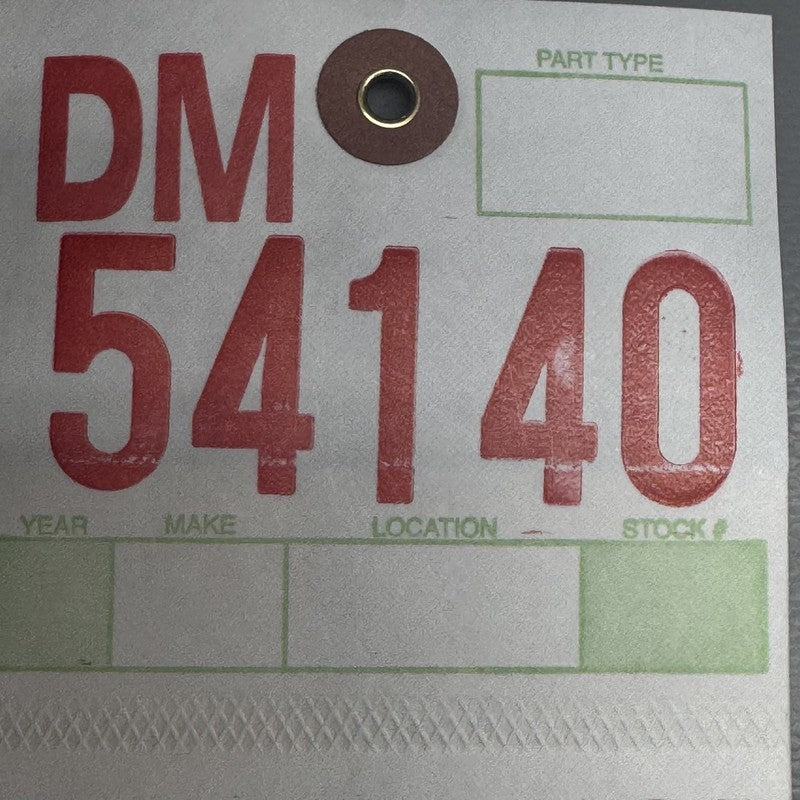 DM
PART TYPE
54140
YEAR MAKE LOCATION STOCK #